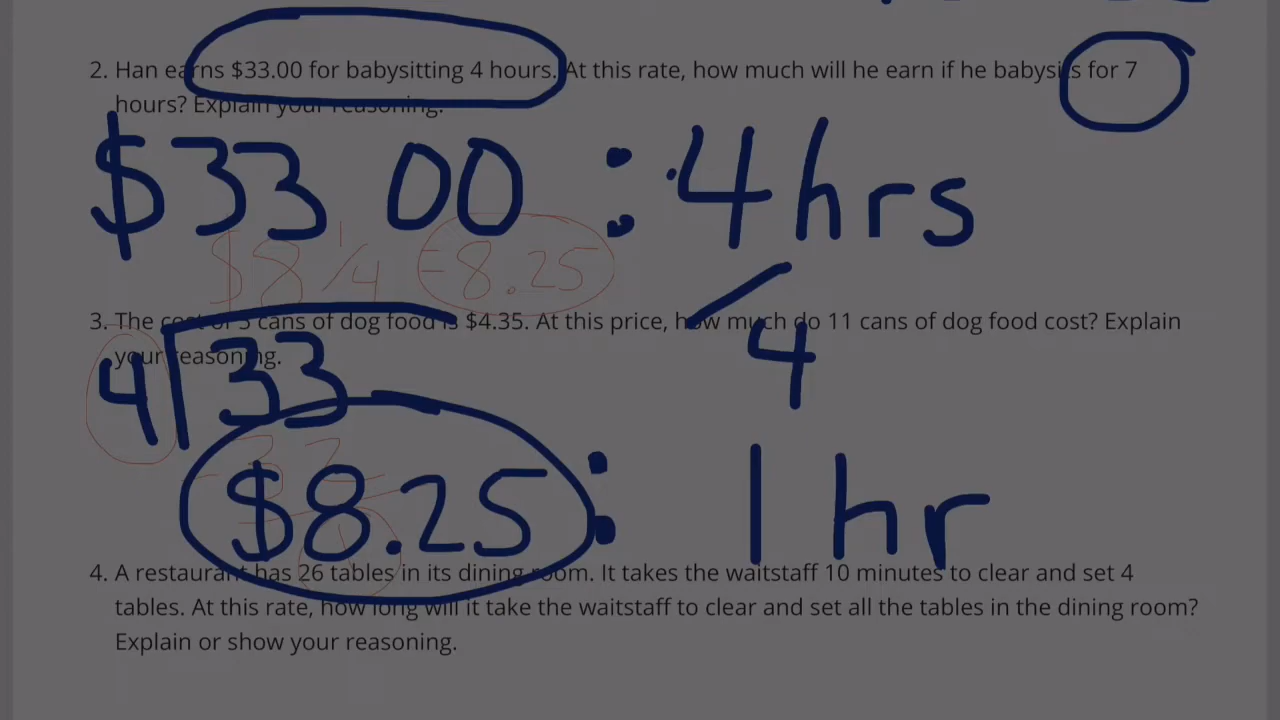 2. Han earns $33.00 for babysitting 4 hours. At this rate, how much will he earn if he babysits for 7
hours? Explain your reasoning.
$33 00 : 4hrs
$8 1/4 = 8.25
3. The cost of 5 cans of dog food is $4.35. At this price, how much do 11 cans of dog food cost? Explain
your reasoning.
4
4 33
- 32
$8.25 : 1 hr
4. A restaurant has 26 tables in its dining room. It takes the waitstaff 10 minutes to clear and set 4
tables. At this rate, how long will it take the waitstaff to clear and set all the tables in the dining room?
Explain or show your reasoning.